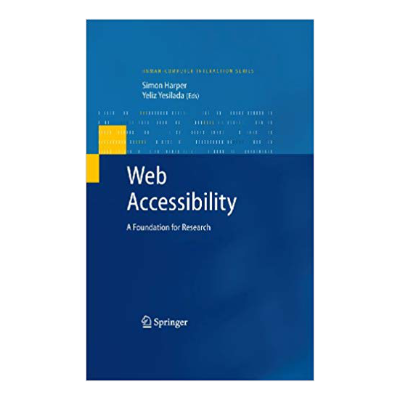 HUMAN-COMPUTER INTERACTION SERIES
Simon Harper
Yeliz Yesilada (Eds)
Web
Accessibility
A Foundation for Research
Springer